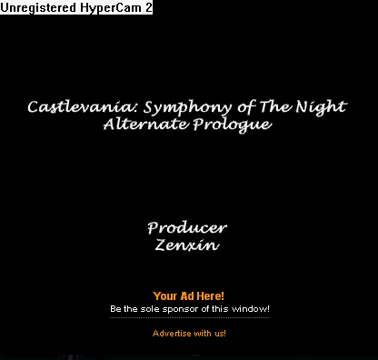 Unregistered HyperCam 2
Castlevania: Symphony of The Night
Alternate Prologue
Producer
Zenxin
Your Ad Here!
Be the sole sponsor of this window!
Advertise with us!